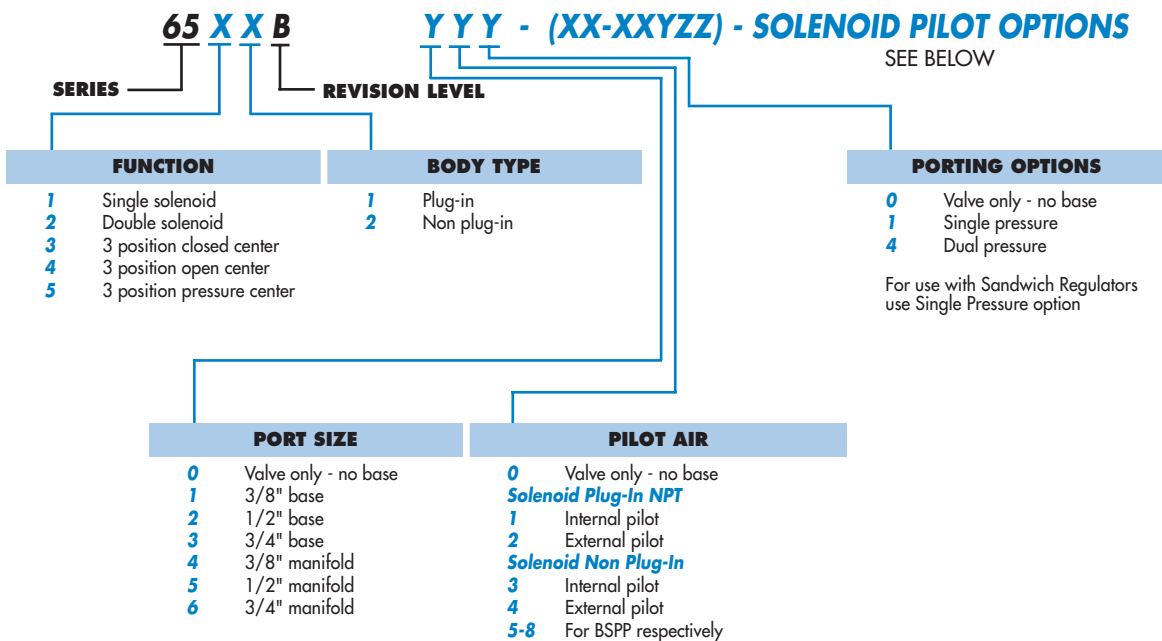 65 X X B YYY - (XX-XXYZZ) - SOLENOID PILOT OPTIONS
SEE BELOW
SERIES
REVISION LEVEL
FUNCTION
1 Single solenoid
2 Double solenoid
3 3 position closed center
4 3 position open center
5 3 position pressure center
BODY TYPE
1 Plug-in
2 Non plug-in
PORTING OPTIONS
0 Valve only - no base
1 Single pressure
4 Dual pressure
For use with Sandwich Regulators
use Single Pressure option
PORT SIZE
0 Valve only - no base
1 3/8" base
2 1/2" base
3 3/4" base
4 3/8" manifold
5 1/2" manifold
6 3/4" manifold
PILOT AIR
0 Valve only - no base
Solenoid Plug-In NPT
1 Internal pilot
2 External pilot
Solenoid Non Plug-In
3 Internal pilot
4 External pilot
5-8 For BSPP respectively